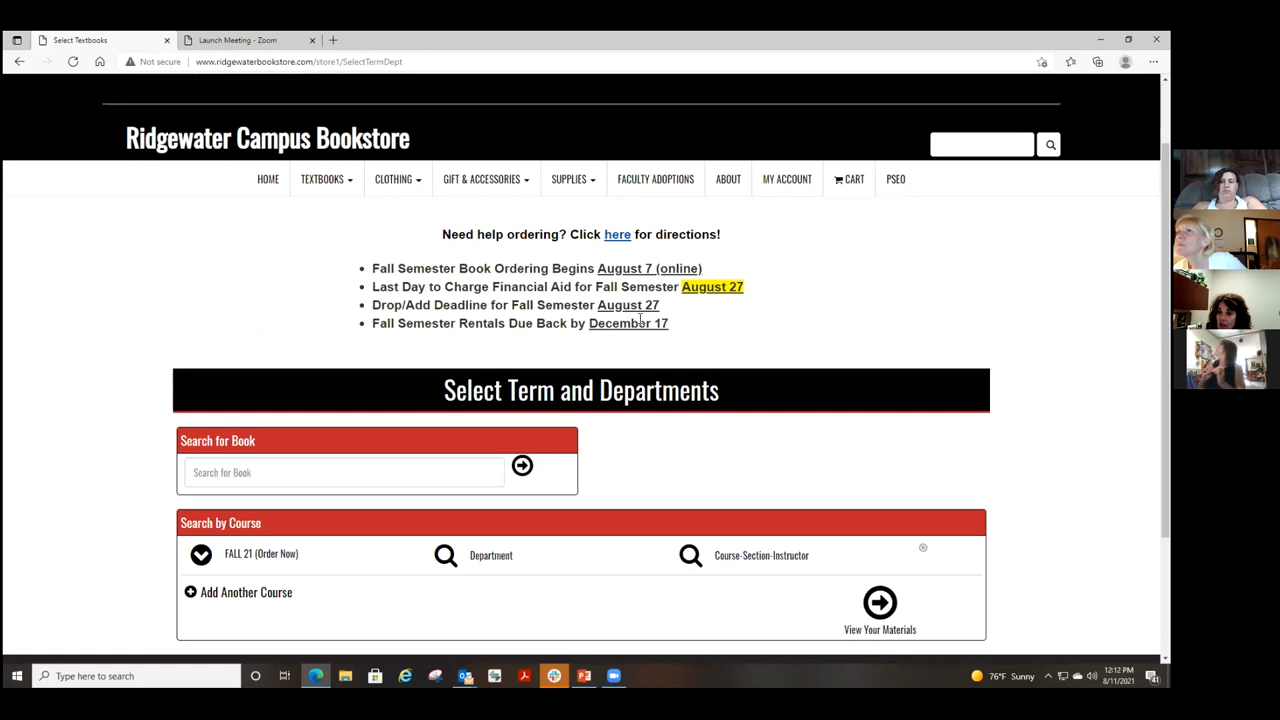 Select Textbooks
Launch Meeting - Zoom
Not secure
www.ridgewaterbookstore.com/store1/SelectTermDept
Ridgewater Campus Bookstore
HOME TEXTBOOKS CLOTHING GIFT & ACCESSORIES SUPPLIES FACULTY ADOPTIONS ABOUT MY ACCOUNT CART PSEO
Need help ordering? Click here for directions!
Fall Semester Book Ordering Begins August 7 (online)
Last Day to Charge Financial Aid for Fall Semester August 27
Drop/Add Deadline for Fall Semester August 27
Fall Semester Rentals Due Back by December 17
Select Term and Departments
Search for Book
Search for Book
Search by Course
FALL 21 (Order Now) Department Course-Section-Instructor
Add Another Course
View Your Materials
Type here to search
76°F Sunny
12:12 PM
8/11/2021
41